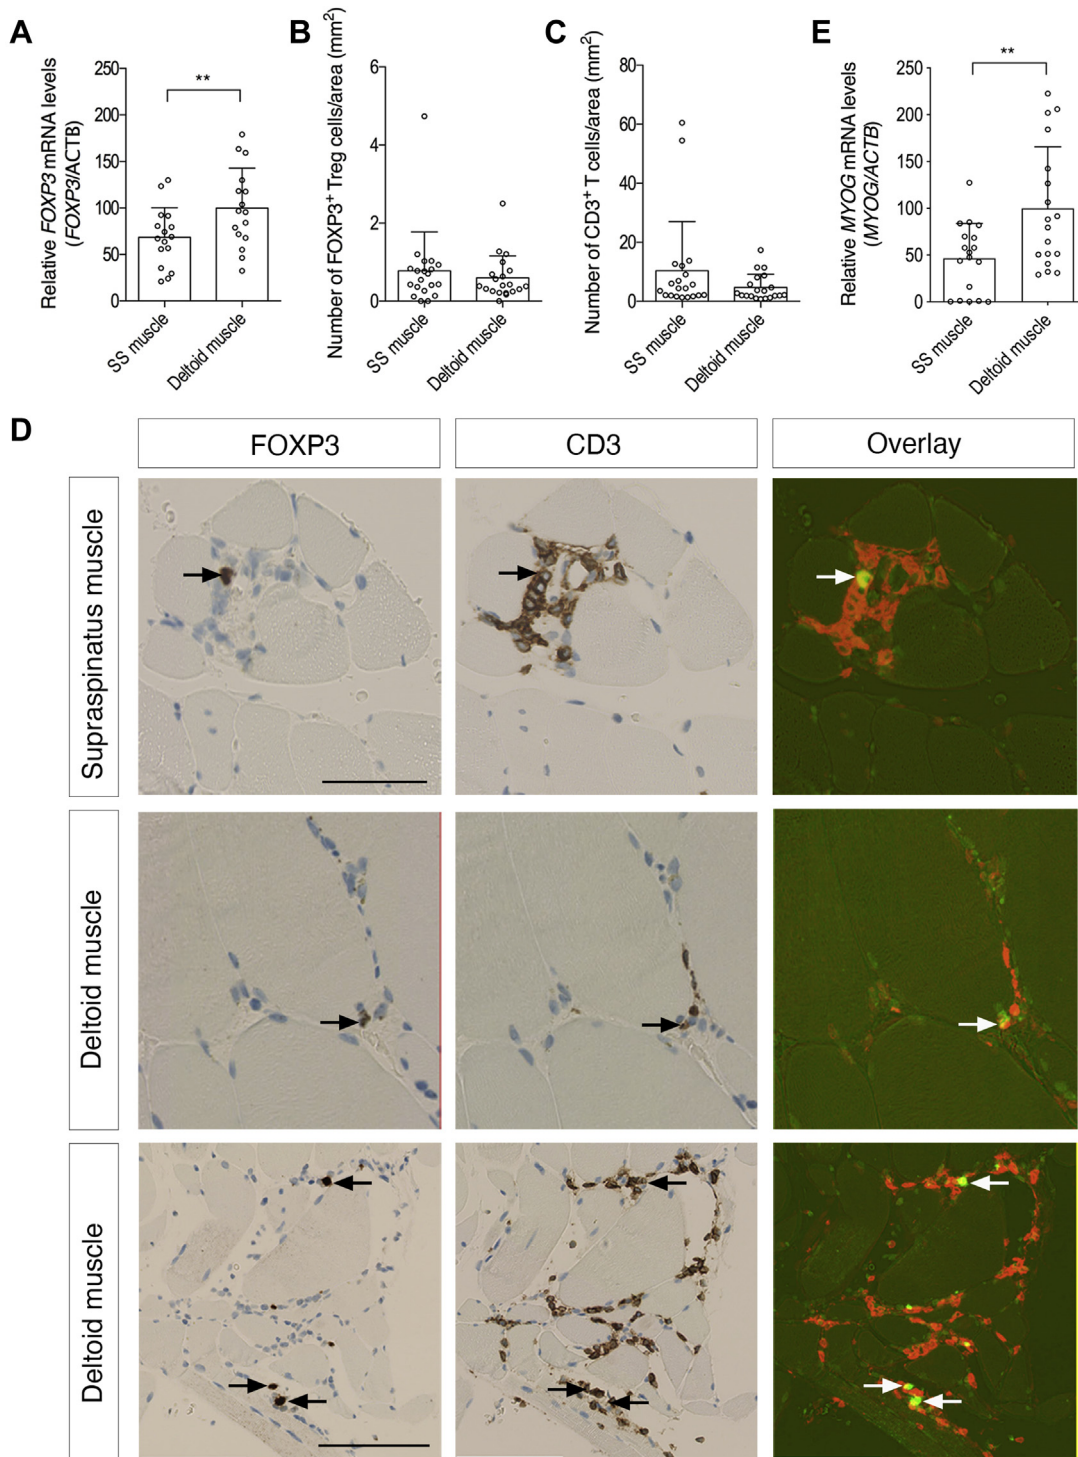 A
Relative FOXP3 mRNA levels
(FOXP3/ACTB)
250
200
150
100
50
0
**
SS muscle
Deltoid muscle
B
Number of FOXP3⁺ Treg cells/area (mm²)
6
4
2
0
SS muscle
Deltoid muscle
C
Number of CD3⁺ T cells/area (mm²)
80
60
40
20
0
SS muscle
Deltoid muscle
E
Relative MYOG mRNA levels
(MYOG/ACTB)
250
200
150
100
50
0
**
SS muscle
Deltoid muscle
D
FOXP3
CD3
Overlay
Supraspinatus muscle
Deltoid muscle
Deltoid muscle